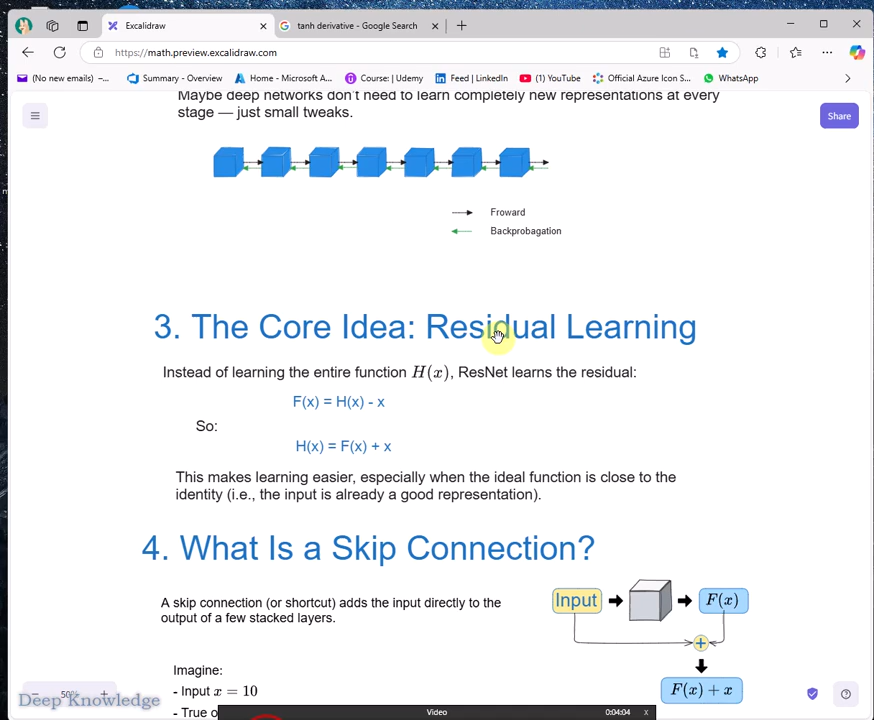 Excalidraw
tanh derivative - Google Search
https://math.preview.excalidraw.com
(No new emails) –...
Summary - Overview
Home - Microsoft A...
Course: | Udemy
Feed | LinkedIn
(1) YouTube
Official Azure Icon S...
WhatsApp
Maybe deep networks don't need to learn completely new representations at every
stage — just small tweaks.
Share
Froward
Backprobagation
3. The Core Idea: Residual Learning
Instead of learning the entire function H(x), ResNet learns the residual:
F(x) = H(x) - x
So:
H(x) = F(x) + x
This makes learning easier, especially when the ideal function is close to the
identity (i.e., the input is already a good representation).
4. What Is a Skip Connection?
A skip connection (or shortcut) adds the input directly to the
output of a few stacked layers.
Input
F(x)
+
F(x) + x
Imagine:
- Input x = 10
- True o
50%
Deep Knowledge
Video
0:04:04
x